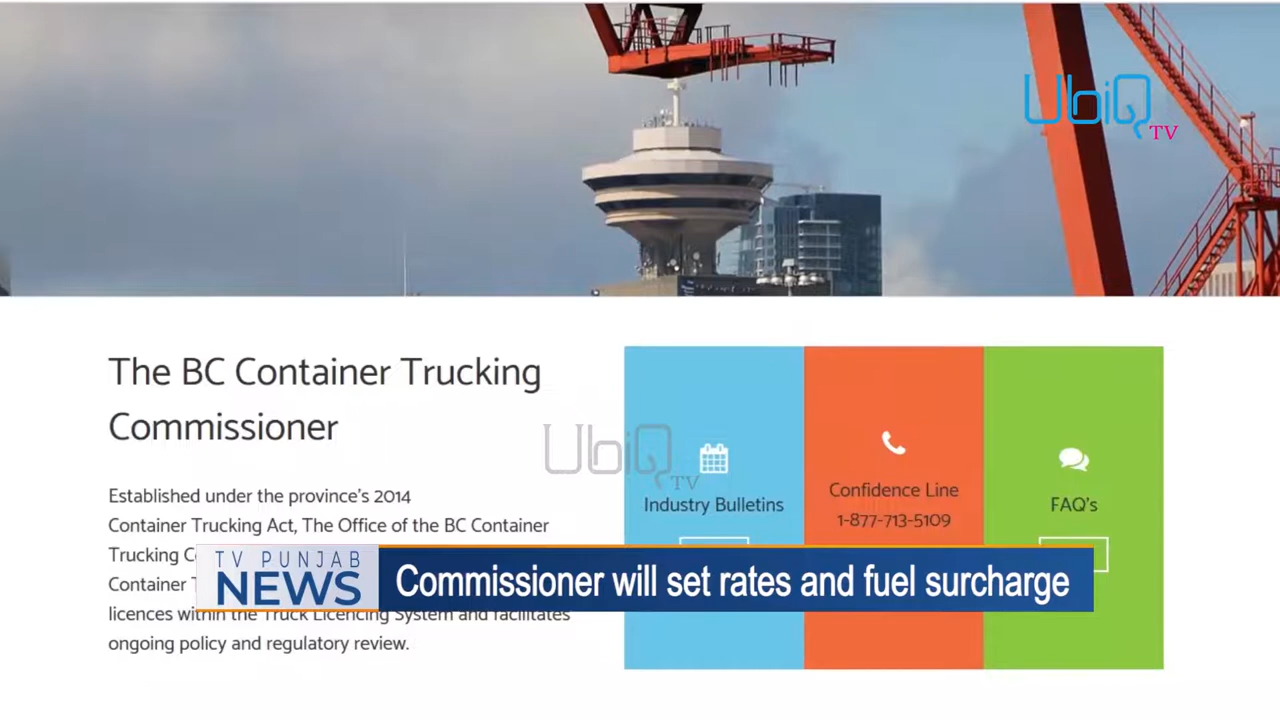 UbiQ
TV
The BC Container Trucking
Commissioner
Established under the province's 2014
Container Trucking Act, The Office of the BC Container
Trucking
Container
licences within the Truck Licencing System and facilitates
ongoing policy and regulatory review.
UbiQ
TV
Industry Bulletins
Confidence Line
1-877-713-5109
FAQ's
TV PUNJAB
NEWS
Commissioner will set rates and fuel surcharge